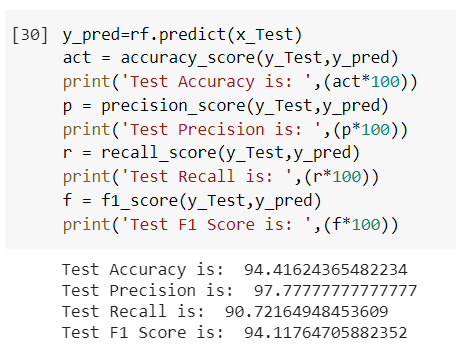 [30] y_pred=rf.predict(x_Test)
act = accuracy_score(y_Test,y_pred)
print('Test Accuracy is: ',(act*100))
p = precision_score(y_Test,y_pred)
print('Test Precision is: ',(p*100))
r = recall_score(y_Test,y_pred)
print('Test Recall is: ',(r*100))
f = f1_score(y_Test,y_pred)
print('Test F1 Score is: ',(f*100))
Test Accuracy is:  94.41624365482234
Test Precision is:  97.77777777777777
Test Recall is:  90.72164948453609
Test F1 Score is:  94.11764705882352